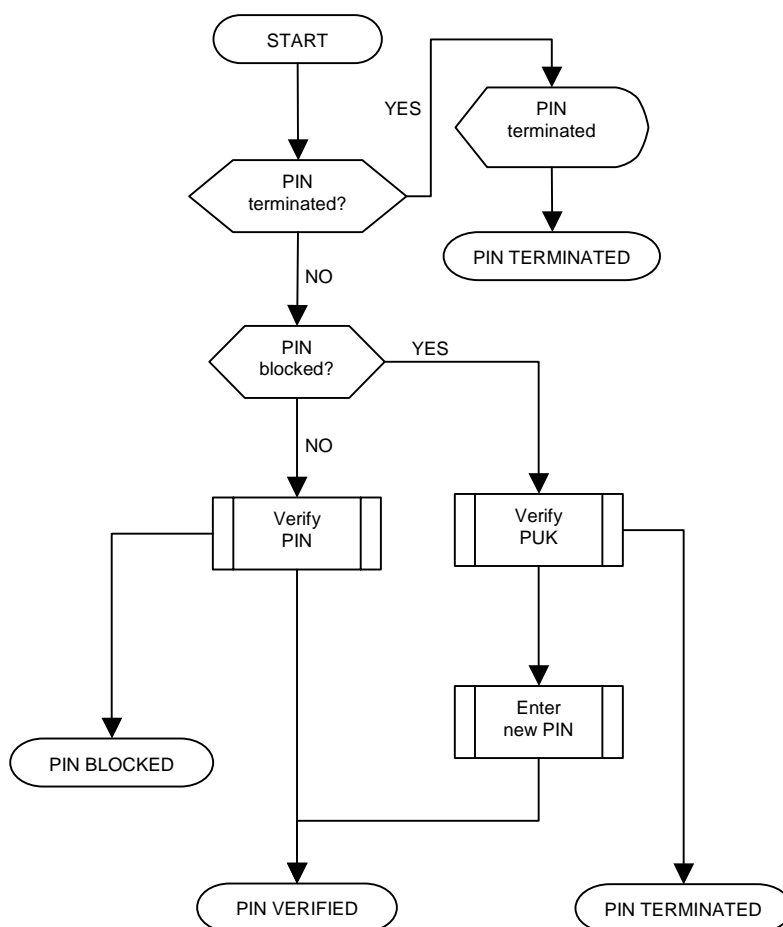 START
YES
PIN
terminated
PIN
terminated?
PIN TERMINATED
NO
PIN
blocked?
YES
NO
Verify
PIN
Verify
PUK
Enter
new PIN
PIN BLOCKED
PIN VERIFIED
PIN TERMINATED